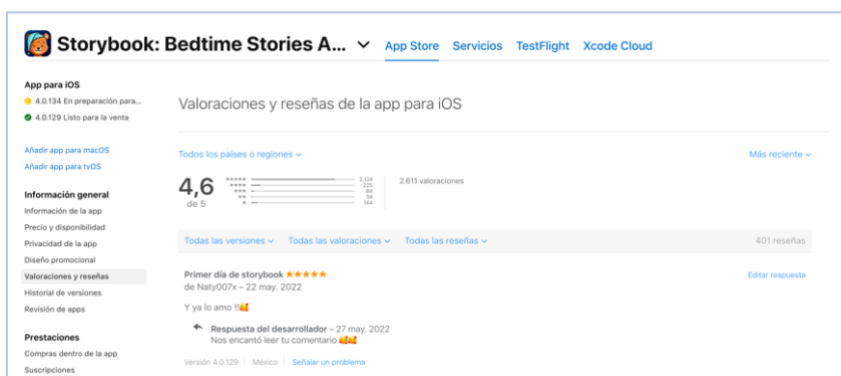 Storybook: Bedtime Stories A...
App Store Servicios TestFlight Xcode Cloud
App para iOS
4.0.134 En preparación para...
4.0.129 Listo para la venta
Añadir app para macOS
Añadir app para tvOS
Información general
Información de la app
Precio y disponibilidad
Privacidad de la app
Diseño promocional
Valoraciones y reseñas
Historial de versiones
Revisión de apps
Prestaciones
Compras dentro de la app
Suscripciones
Valoraciones y reseñas de la app para iOS
Todos los países o regiones
Más reciente
4,6
de 5
2.124
225
84
34
144
2.611 valoraciones
Todas las versiones Todas las valoraciones Todas las reseñas
401 reseñas
Primer día de storybook ★★★★★
Editar respuesta
de Naty007x – 22 may. 2022
Y ya lo amo !!🥰
Respuesta del desarrollador – 27 may. 2022
Nos encantó leer tu comentario 🥰🥰
Versión 4.0.129 | México | Señalar un problema